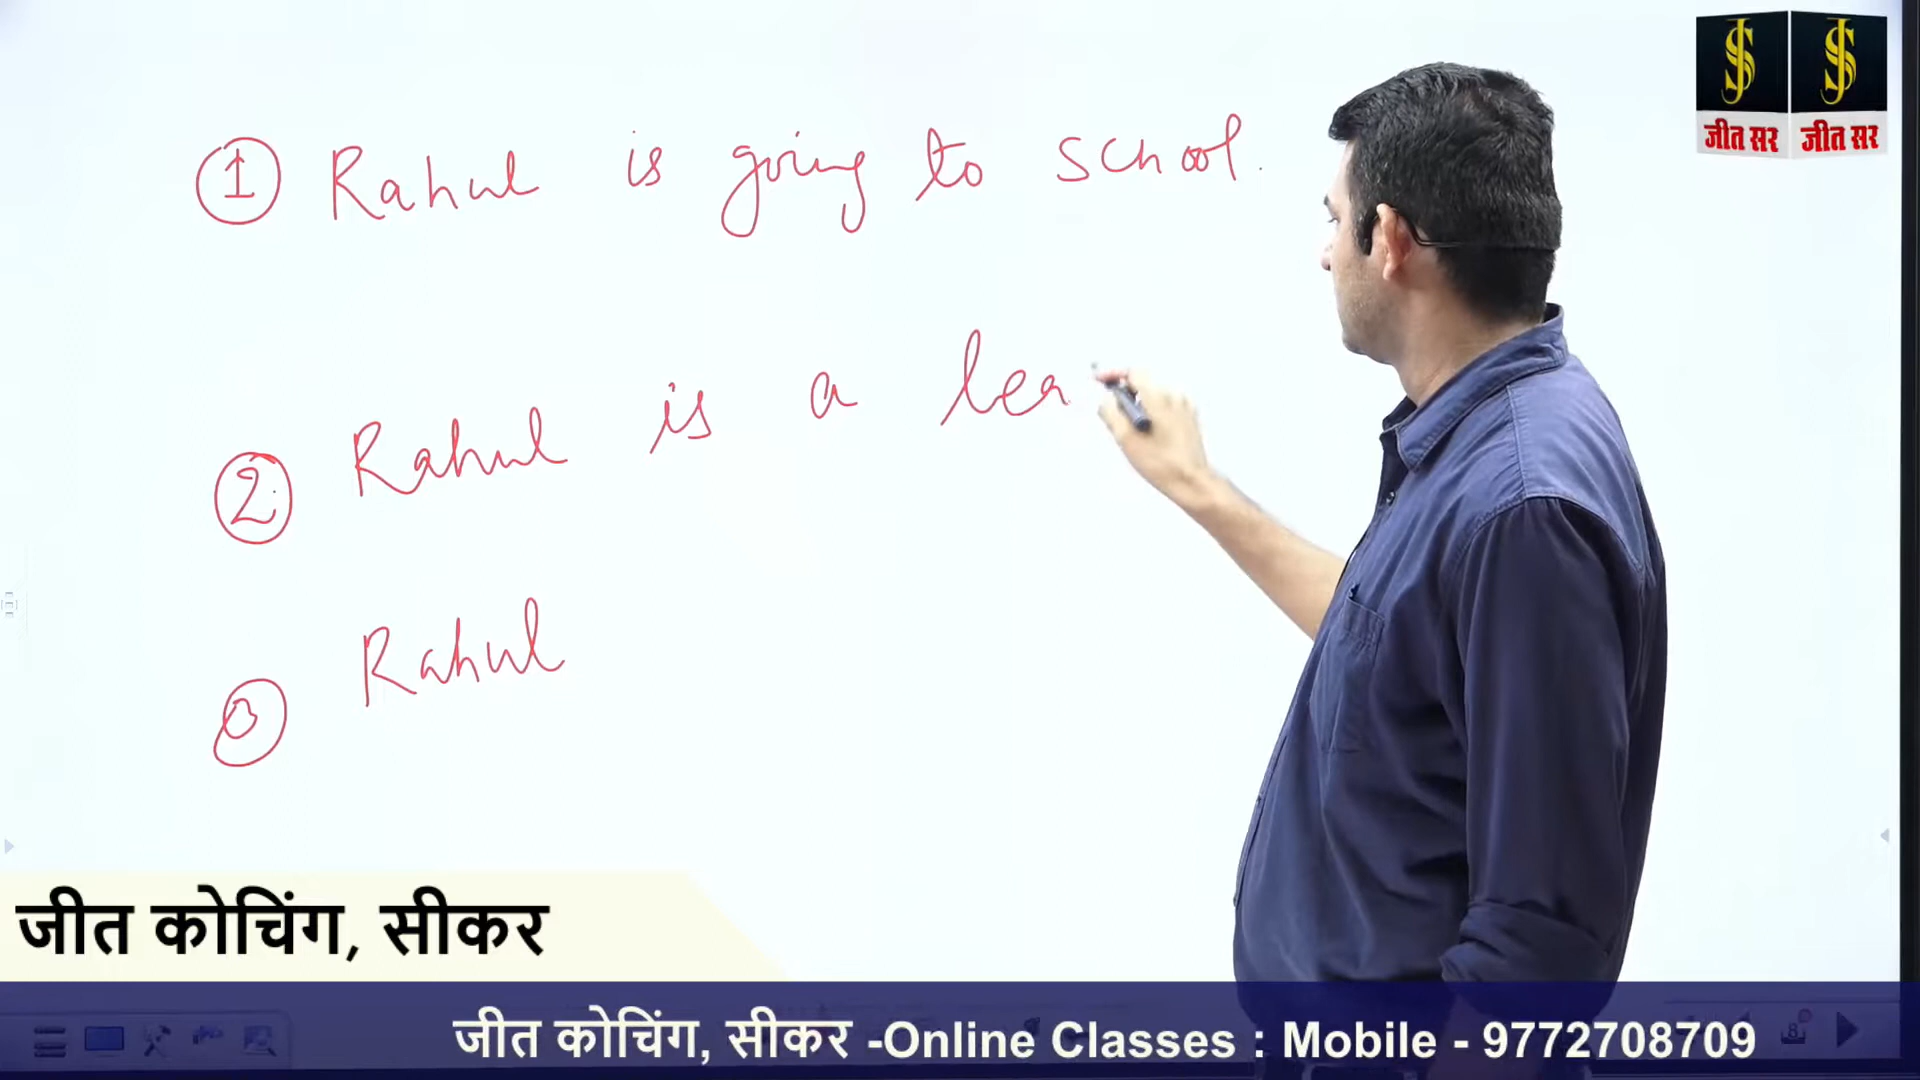 ① Rahul is going to school.
② Rahul is a lea
③ Rahul
जीत सर जीत सर
जीत कोचिंग, सीकर
जीत कोचिंग, सीकर -Online Classes : Mobile - 9772708709